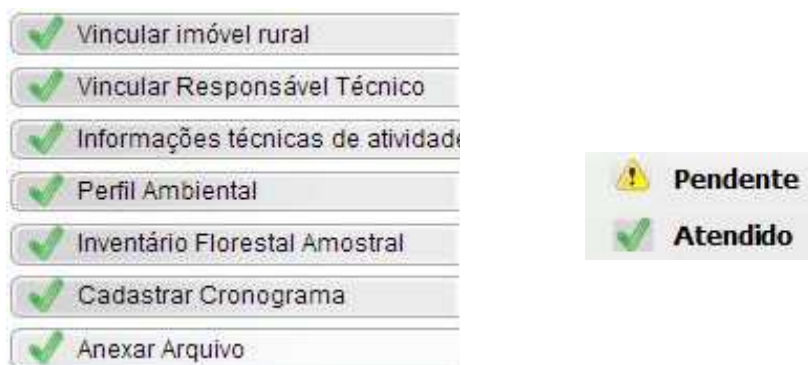 Vincular imóvel rural
Vincular Responsável Técnico
Informações técnicas de atividade
Perfil Ambiental
Inventário Florestal Amostral
Cadastrar Cronograma
Anexar Arquivo
Pendente
Atendido